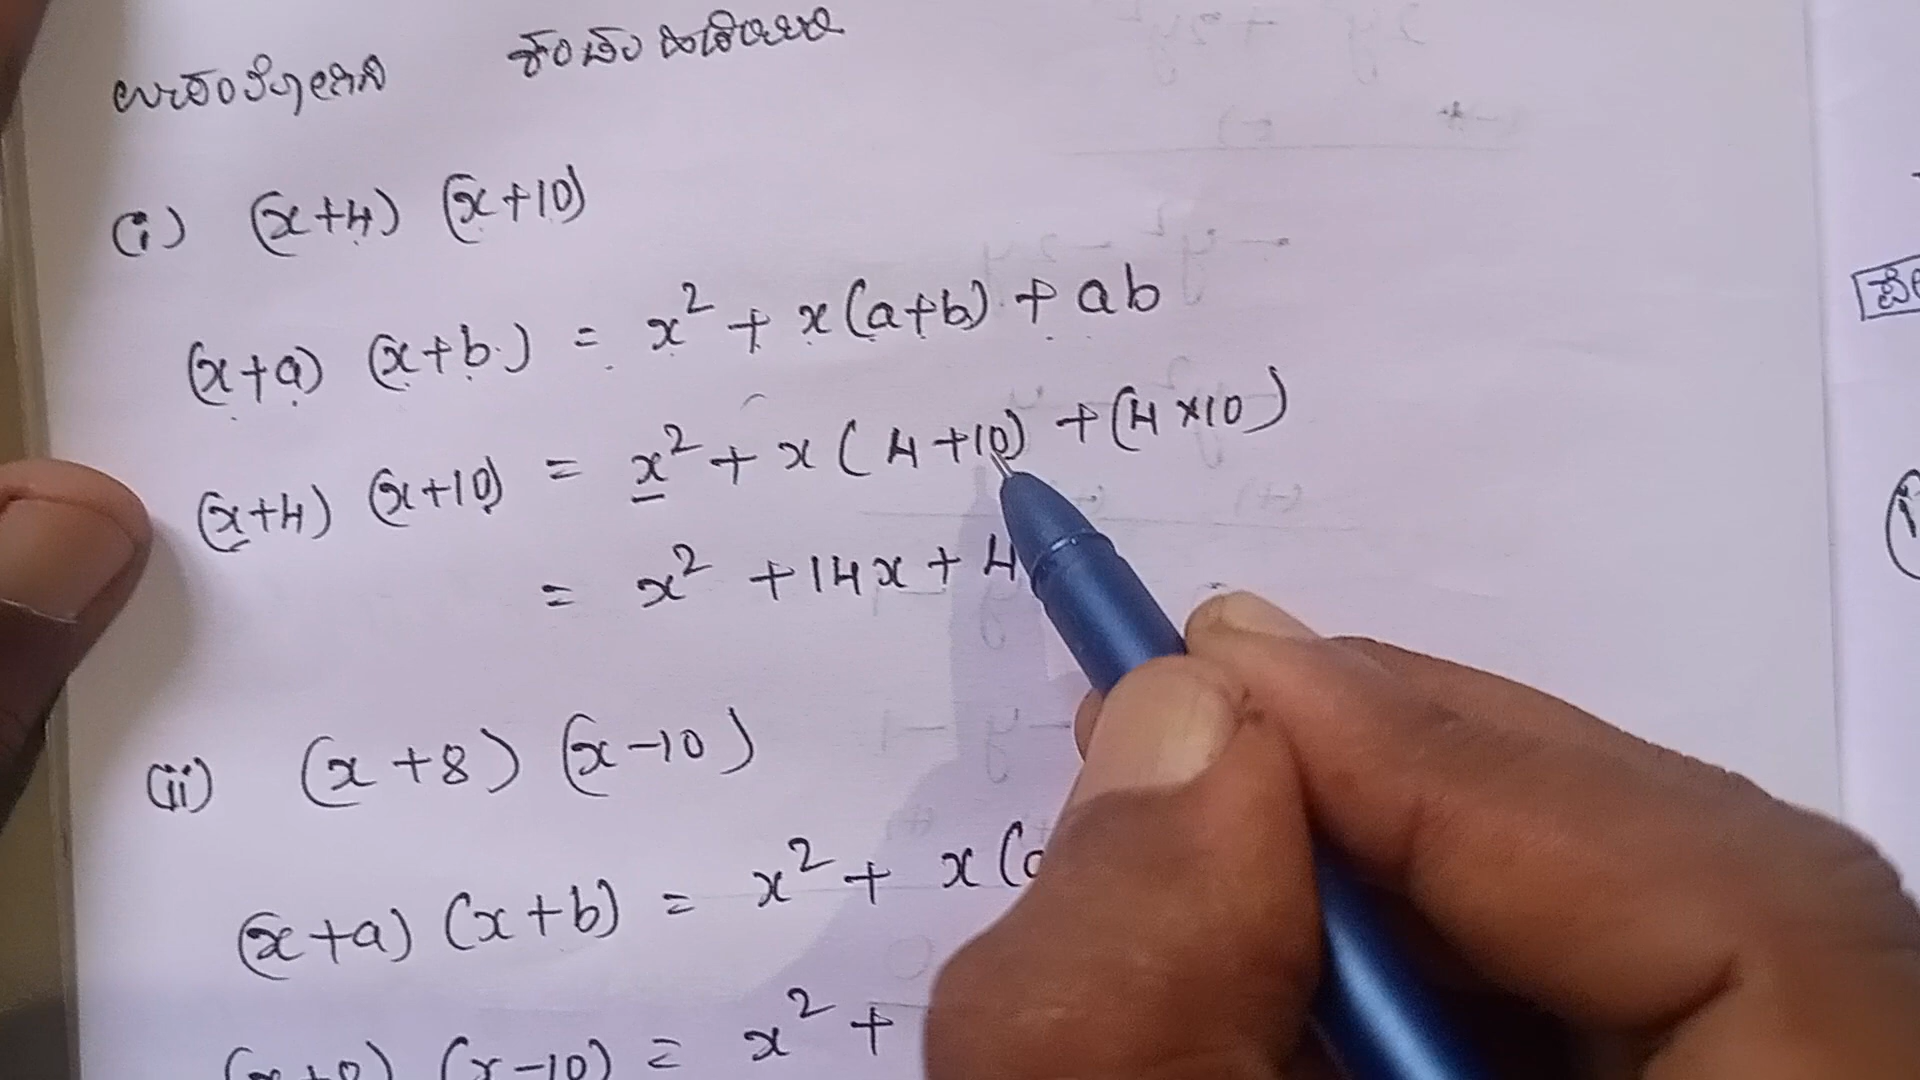 ಉಪಯೋಗಿಸಿ ಕಂಡುಹಿಡಿಯಿರಿ
(i) (x+4) (x+10)
(x+a) (x+b) = x² + x(a+b) + ab
(x+4) (x+10) = x² + x(4+10) + (4×10)
= x² + 14x + 4
(ii) (x+8) (x-10)
(x+a) (x+b) = x² + x(
(x-10) = x² +